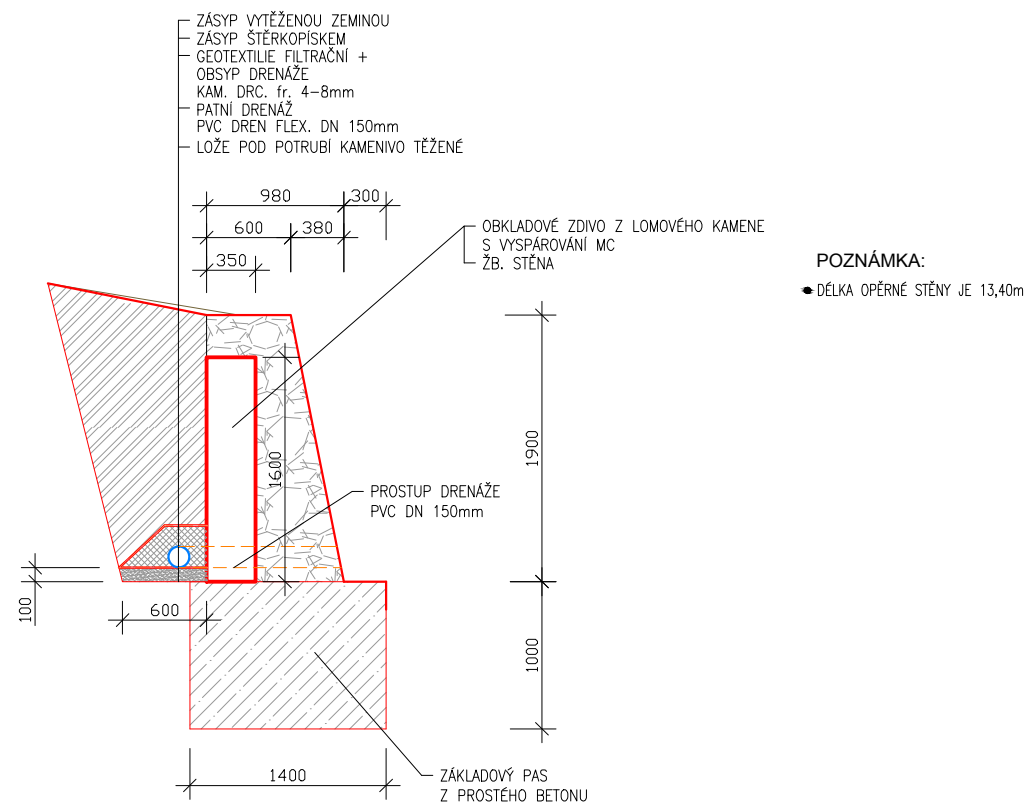 ZÁSYP VYTĚŽENOU ZEMINOU
ZÁSYP ŠTĚRKOPÍSKEM
GEOTEXTILIE FILTRAČNÍ +
OBSYP DRENÁŽE
KAM. DRC. fr. 4-8mm
PATNÍ DRENÁŽ
PVC DREN FLEX. DN 150mm
LOŽE POD POTRUBÍ KAMENIVO TĚŽENÉ
980
300
600
380
350
OBKLADOVÉ ZDIVO Z LOMOVÉHO KAMENE
S VYSPÁROVÁNÍ MC
ŽB. STĚNA
POZNÁMKA:
DÉLKA OPĚRNÉ STĚNY JE 13,40m
1900
1600
PROSTUP DRENÁŽE
PVC DN 150mm
100
600
1000
1400
ZÁKLADOVÝ PAS
Z PROSTÉHO BETONU